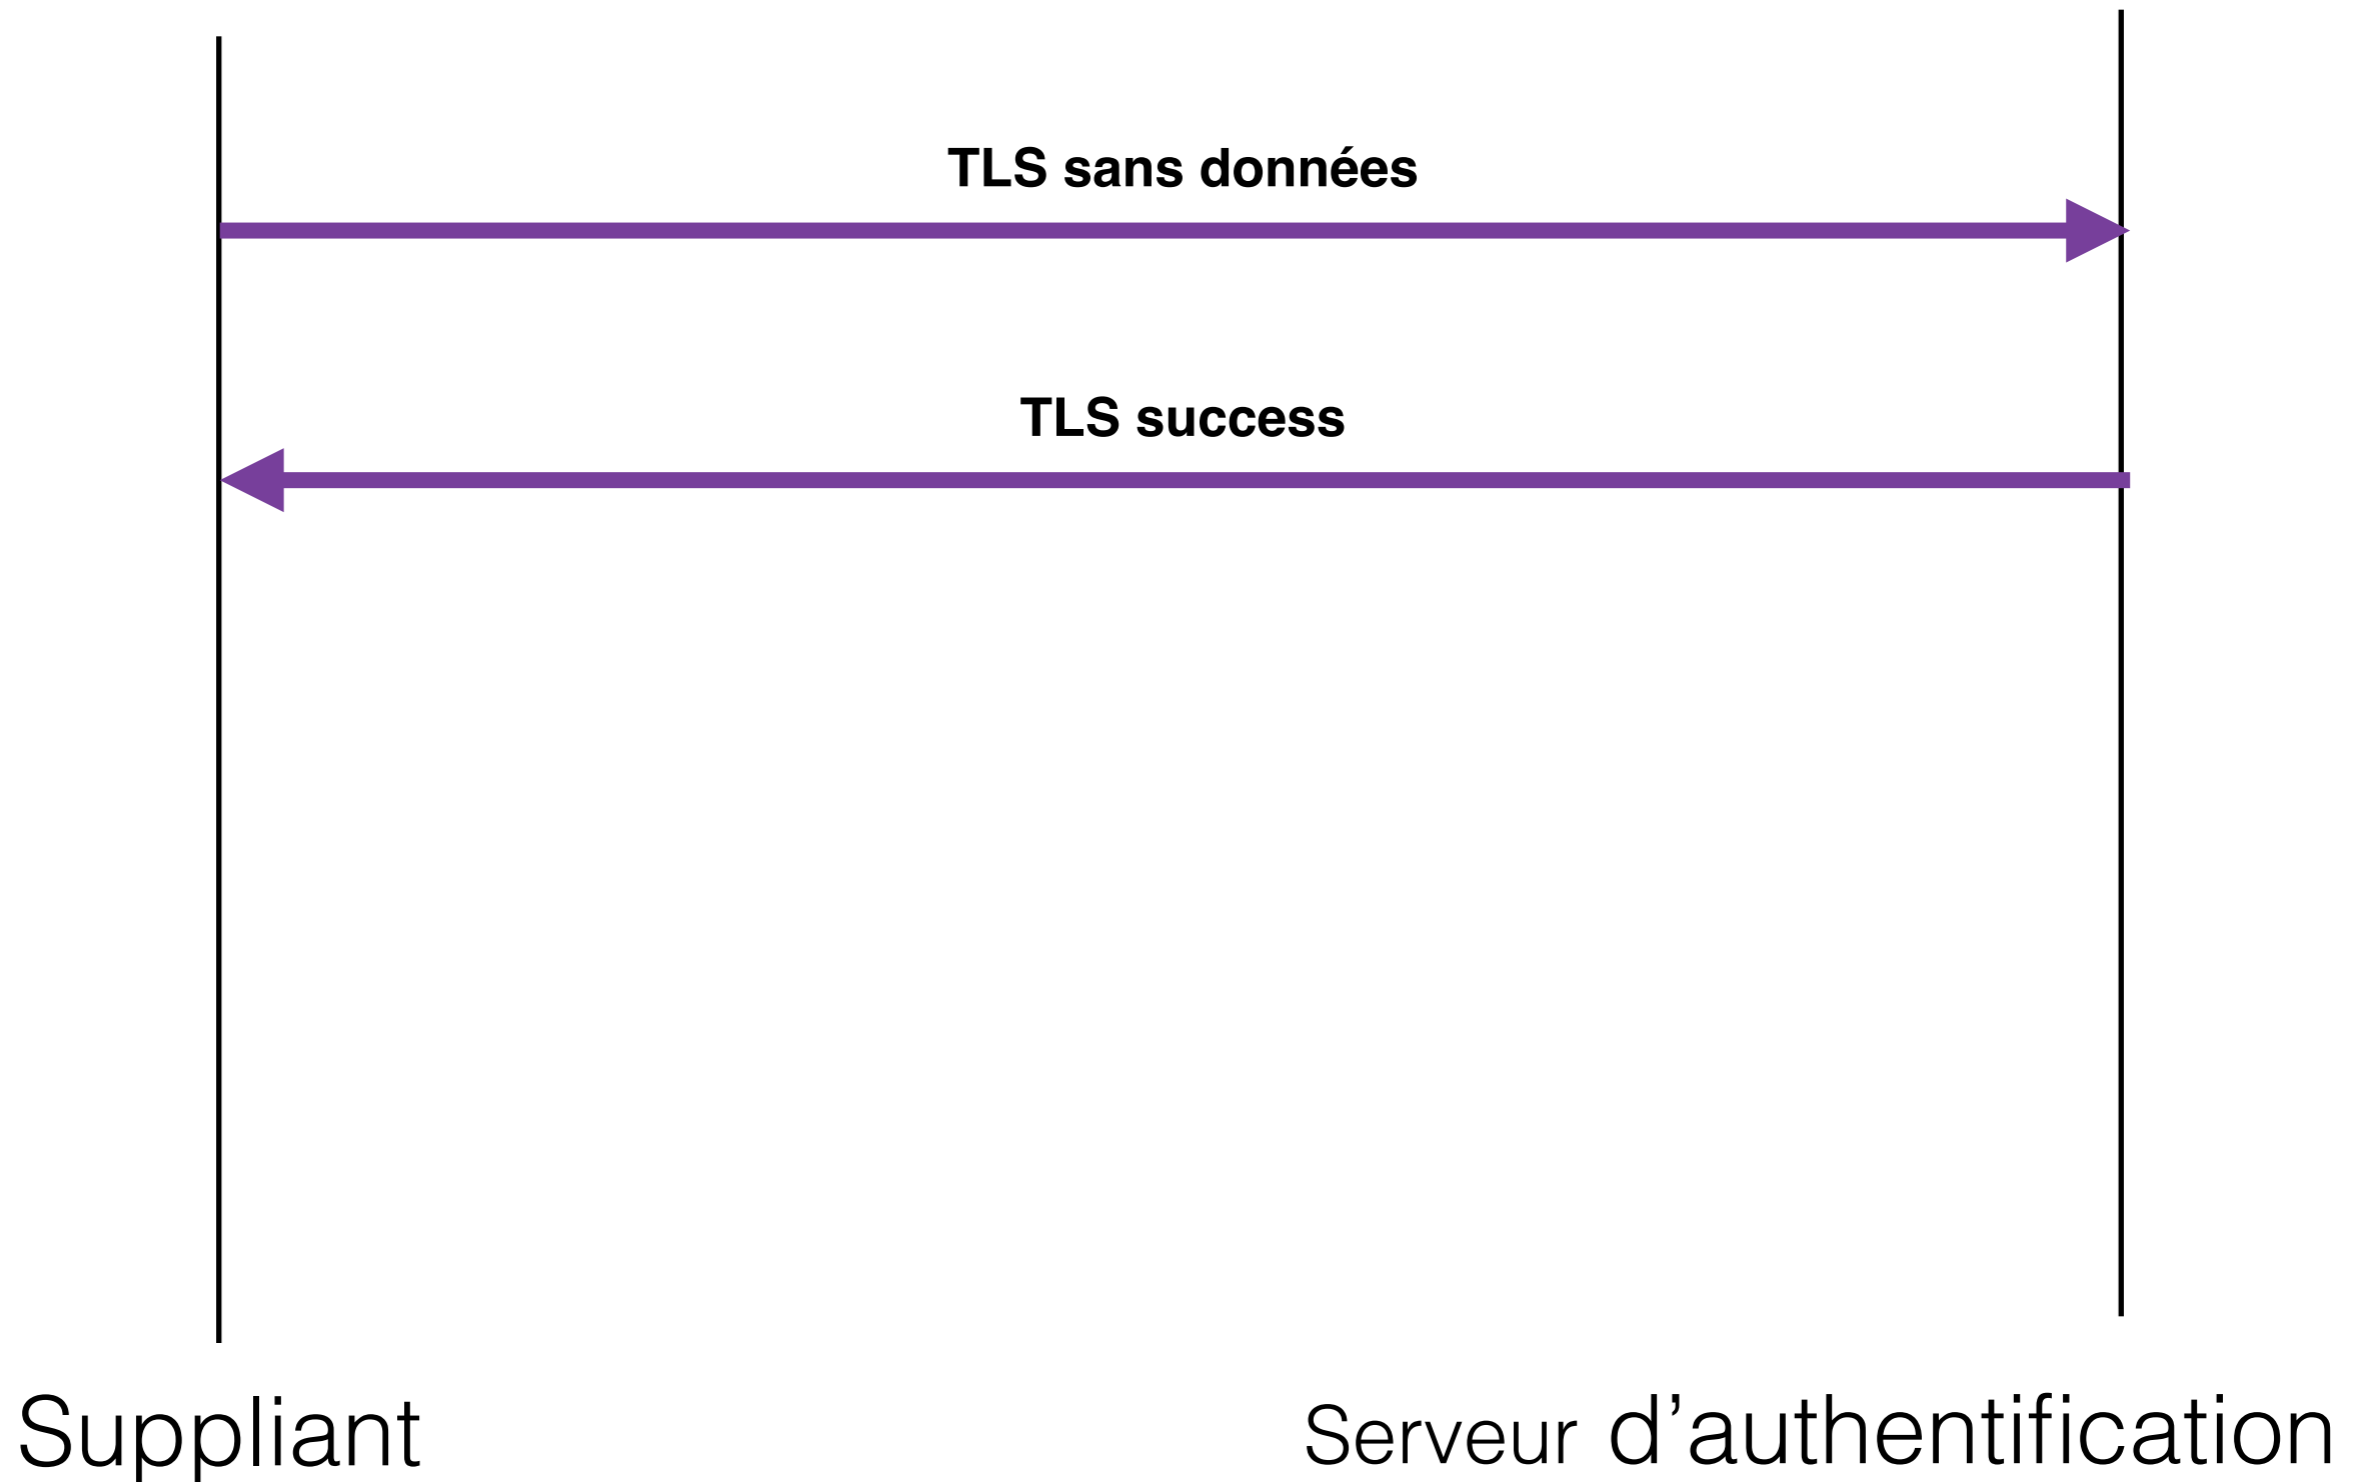 TLS sans données
TLS success
Suppliant
Serveur d’authentification